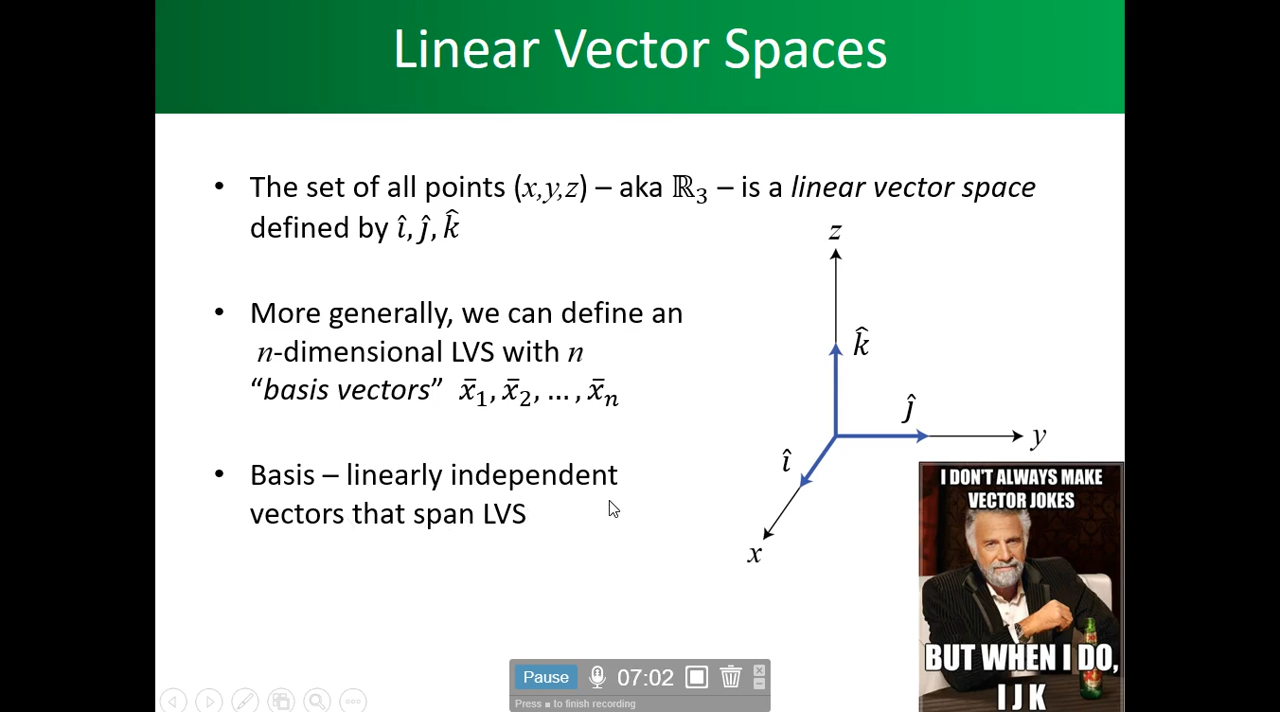 Linear Vector Spaces
• The set of all points (x,y,z) – aka ℝ₃ – is a linear vector space
defined by î, ĵ, k̂
• More generally, we can define an
n-dimensional LVS with n
“basis vectors” x̄₁, x̄₂, … , x̄ₙ
• Basis – linearly independent
vectors that span LVS
z
k̂
ĵ
y
î
x
I DON'T ALWAYS MAKE
VECTOR JOKES
BUT WHEN I DO,
I J K
Pause 07:02
Press ■ to finish recording